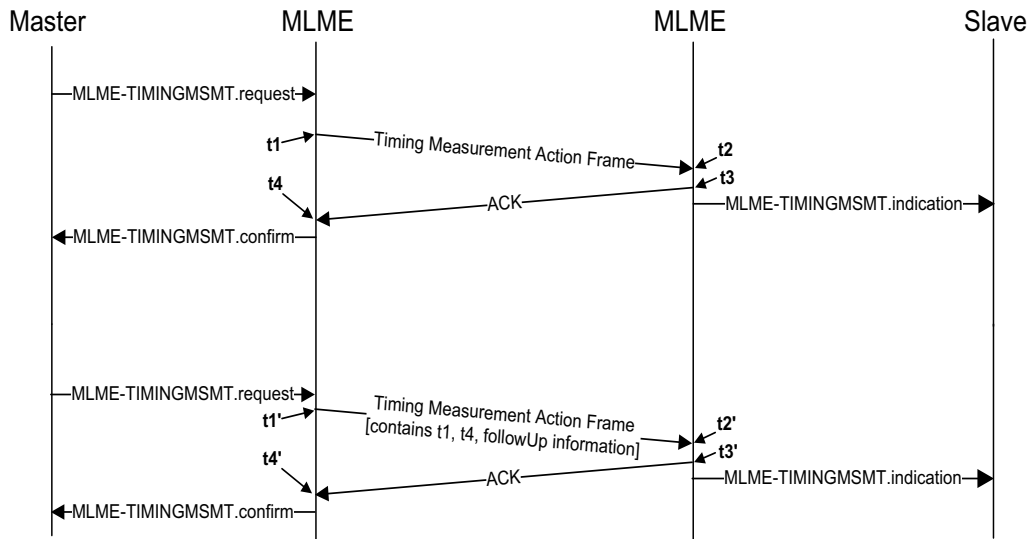 Master
MLME
MLME
Slave
MLME-TIMINGMSMT.request
t1
Timing Measurement Action Frame
t2
t3
t4
ACK
MLME-TIMINGMSMT.indication
MLME-TIMINGMSMT.confirm
MLME-TIMINGMSMT.request
t1'
Timing Measurement Action Frame
[contains t1, t4, followUp information]
t2'
t3'
t4'
ACK
MLME-TIMINGMSMT.indication
MLME-TIMINGMSMT.confirm